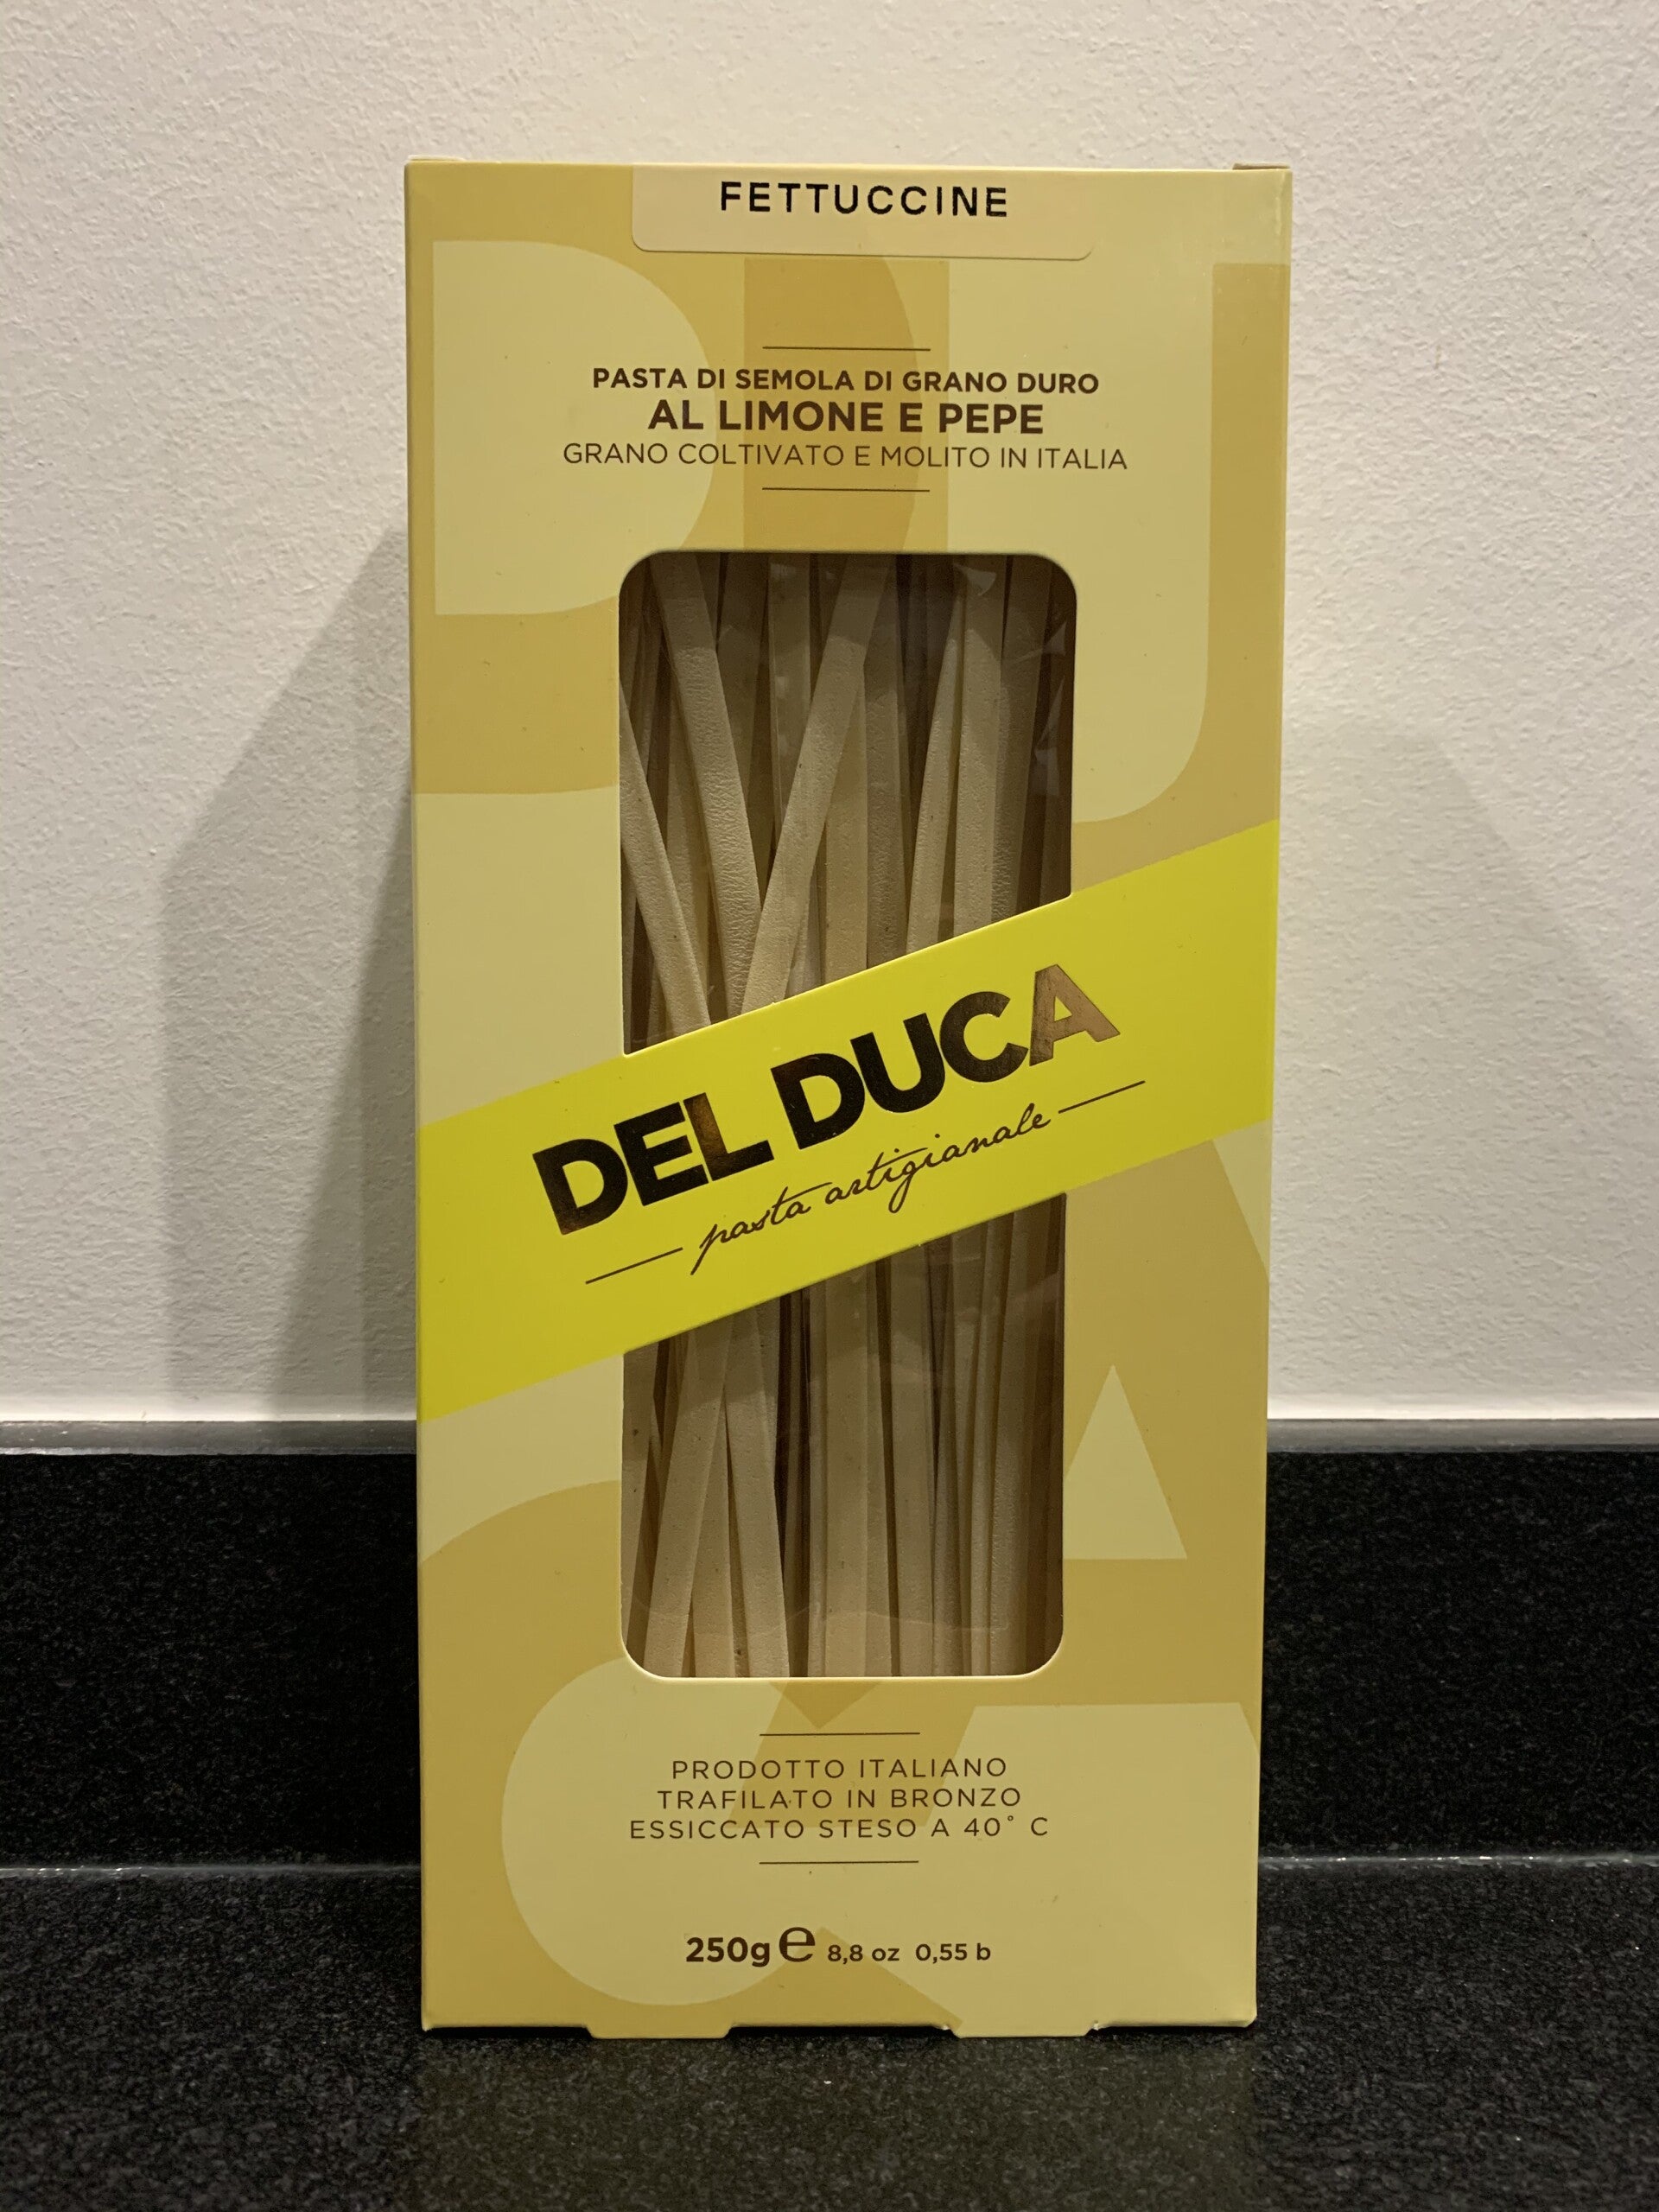 FETTUCCINE
PASTA DI SEMOLA DI GRANO DURO
AL LIMONE E PEPE
GRANO COLTIVATO E MOLITO IN ITALIA
DEL DUCA
pasta artigianale
PRODOTTO ITALIANO
TRAFILATO IN BRONZO
ESSICCATO STESO A 40° C
250g e 8,8 oz 0,55 b